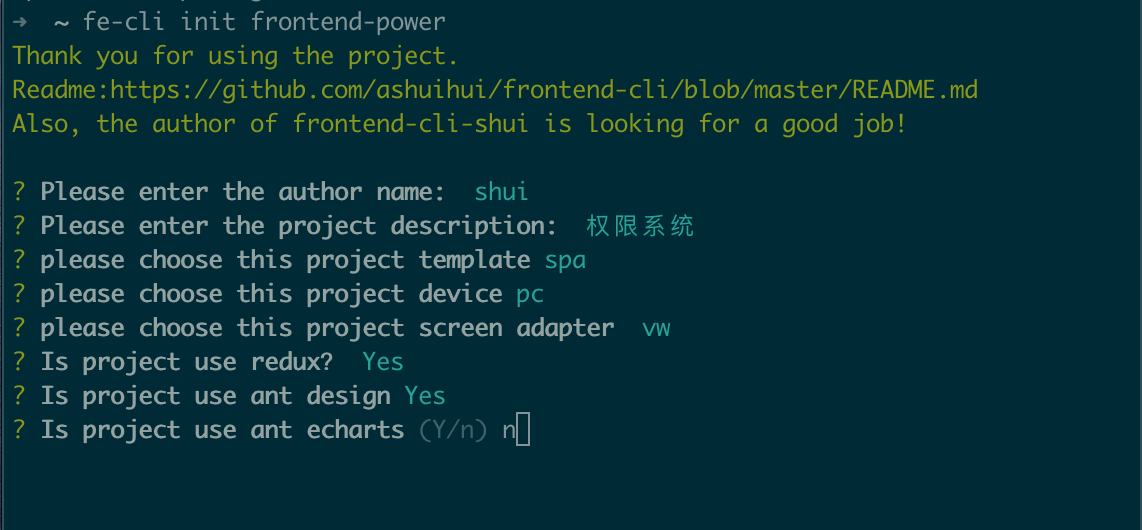 ➜ ~ fe-cli init frontend-power
Thank you for using the project.
Readme:https://github.com/ashuihui/frontend-cli/blob/master/README.md
Also, the author of frontend-cli-shui is looking for a good job!
? Please enter the author name: shui
? Please enter the project description: 权限系统
? please choose this project template spa
? please choose this project device pc
? please choose this project screen adapter vw
? Is project use redux? Yes
? Is project use ant design Yes
? Is project use ant echarts (Y/n) n